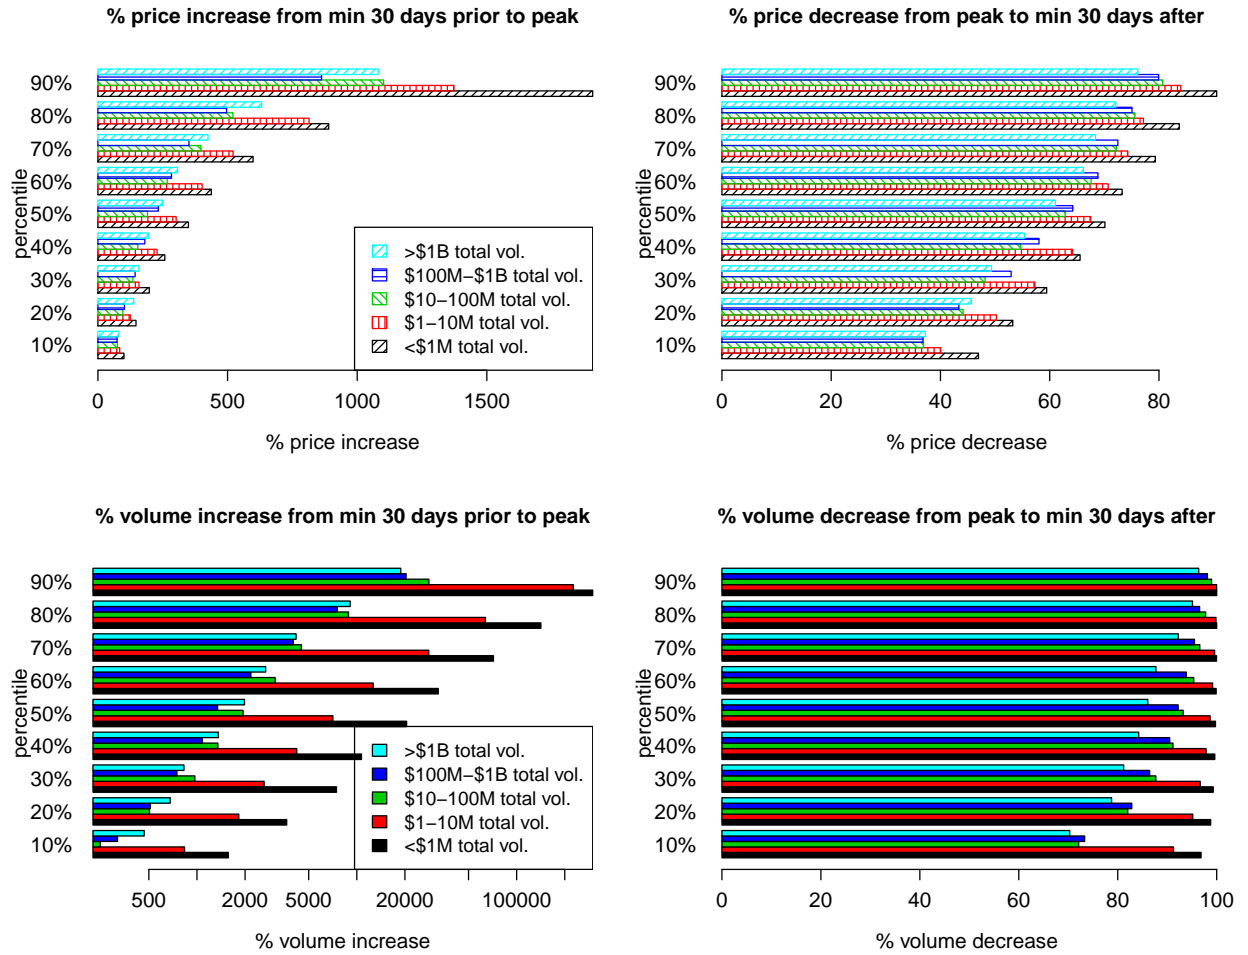 % price increase from min 30 days prior to peak
percentile
90%
80%
70%
60%
50%
40%
30%
20%
10%
>$1B total vol.
$100M−$1B total vol.
$10−100M total vol.
$1−10M total vol.
<$1M total vol.
0 500 1000 1500
% price increase
% price decrease from peak to min 30 days after
percentile
90%
80%
70%
60%
50%
40%
30%
20%
10%
0 20 40 60 80
% price decrease
% volume increase from min 30 days prior to peak
percentile
90%
80%
70%
60%
50%
40%
30%
20%
10%
>$1B total vol.
$100M−$1B total vol.
$10−100M total vol.
$1−10M total vol.
<$1M total vol.
500 2000 5000 20000 100000
% volume increase
% volume decrease from peak to min 30 days after
percentile
90%
80%
70%
60%
50%
40%
30%
20%
10%
0 20 40 60 80 100
% volume decrease